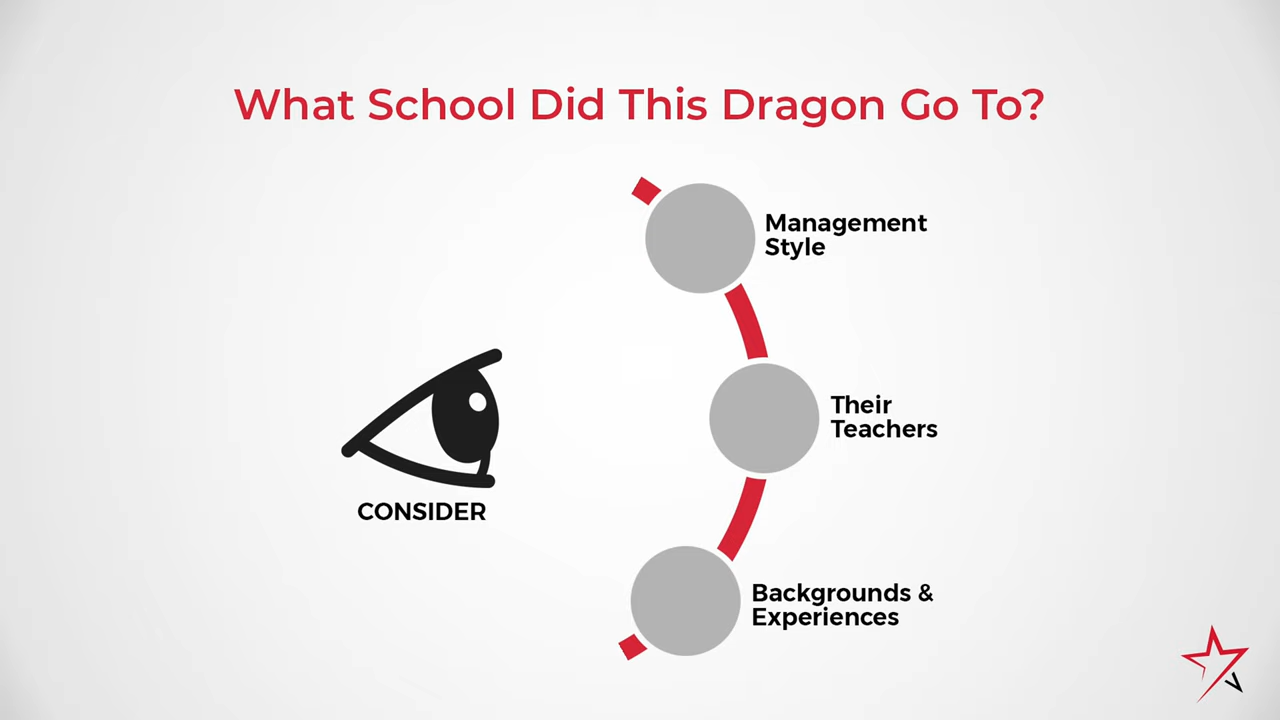 What School Did This Dragon Go To?
Management
Style
Their
Teachers
CONSIDER
Backgrounds &
Experiences